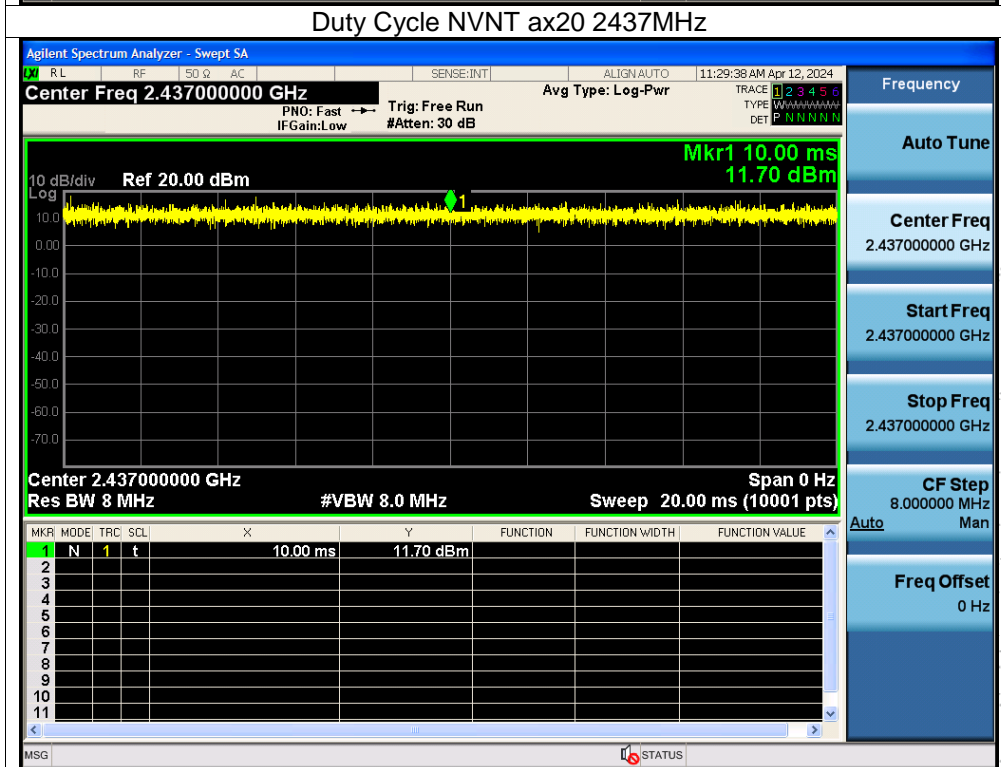 Duty Cycle NVNT ax20 2437MHz
Agilent Spectrum Analyzer - Swept SA
LXI RL RF 50 Ω AC SENSE:INT ALIGN AUTO 11:29:38 AM Apr 12, 2024
Center Freq 2.437000000 GHz Avg Type: Log-Pwr TRACE 1 2 3 4 5 6
PNO: Fast Trig: Free Run TYPE WWWWWW
IFGain:Low #Atten: 30 dB DET P N N N N N
Mkr1 10.00 ms
10 dB/div Ref 20.00 dBm 11.70 dBm
Log
1
10.0
0.00
-10.0
-20.0
-30.0
-40.0
-50.0
-60.0
-70.0
Center 2.437000000 GHz Span 0 Hz
Res BW 8 MHz #VBW 8.0 MHz Sweep 20.00 ms (10001 pts)
MKR MODE TRC SCL X Y FUNCTION FUNCTION WIDTH FUNCTION VALUE
1 N 1 t 10.00 ms 11.70 dBm
2
3
4
5
6
7
8
9
10
11
MSG STATUS
Frequency
Auto Tune
Center Freq
2.437000000 GHz
Start Freq
2.437000000 GHz
Stop Freq
2.437000000 GHz
CF Step
8.000000 MHz
Auto Man
Freq Offset
0 Hz